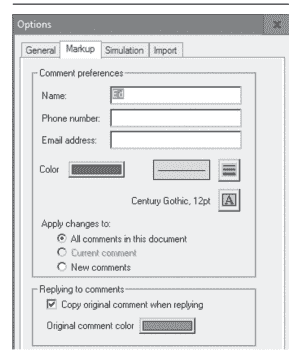 Options
General Markup Simulation Import
Comment preferences
Name: Ed
Phone number:
Email address:
Color
Century Gothic, 12pt A
Apply changes to:
All comments in this document
Current comment
New comments
Replying to comments
Copy original comment when replying
Original comment color